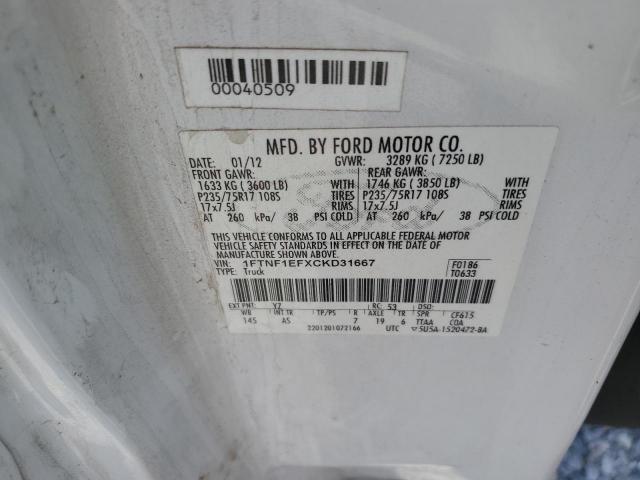 00040509
MFD. BY FORD MOTOR CO.
DATE: 01/12 GVWR: 3289 KG ( 7250 LB)
FRONT GAWR: REAR GAWR:
1633 KG ( 3600 LB) WITH 1746 KG ( 3850 LB) WITH
P235/75R17 108S TIRES P235/75R17 108S TIRES
17x7.5J RIMS 17x7.5J RIMS
AT 260 kPa/ 38 PSI COLD AT 260 kPa/ 38 PSI COLD
THIS VEHICLE CONFORMS TO ALL APPLICABLE FEDERAL MOTOR
VEHICLE SAFETY STANDARDS IN EFFECT ON THE DATE OF
MANUFACTURE SHOWN ABOVE.
VIN: 1FTNF1EFXCKD31667 F0186
TYPE: Truck T0633
EXT PNT: YZ RC: 53 DSO:
WB INT TR TP/PS R AXLE TR SPR CF615
145 AS 7 19 6 TTAA COA
2201201072166 UTC 5U5A-1520472-BA